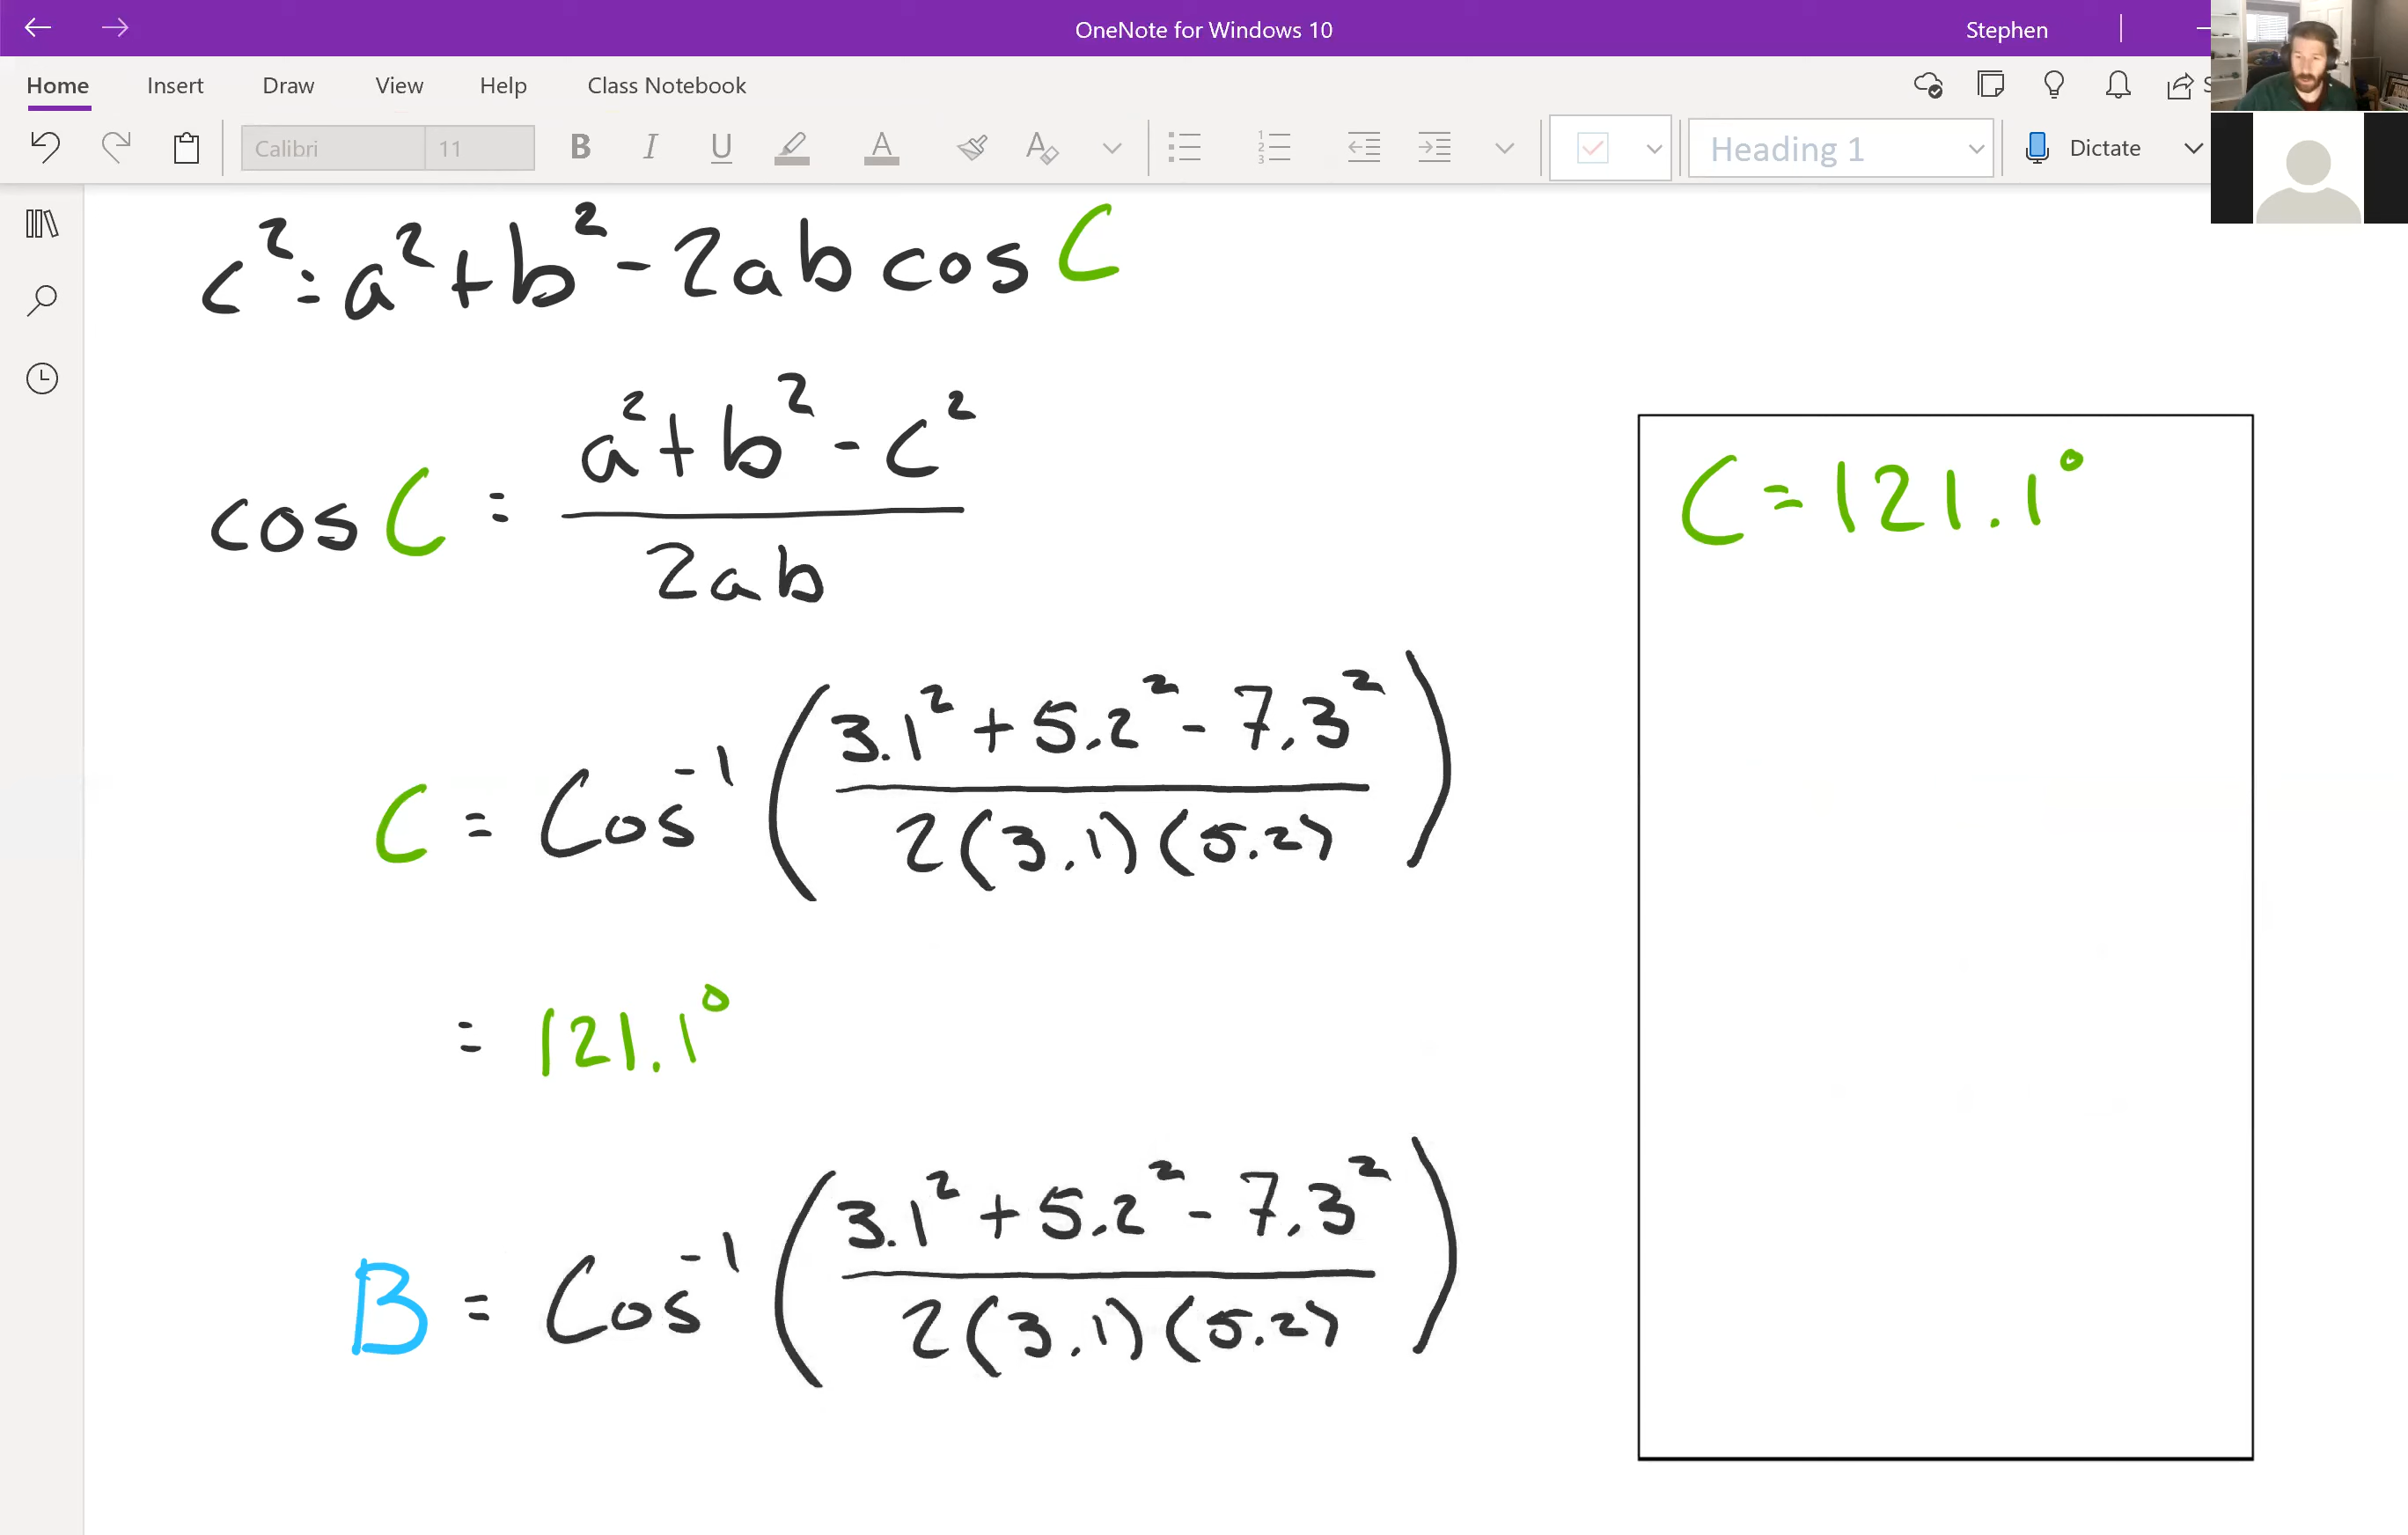 OneNote for Windows 10
Stephen
Home Insert Draw View Help Class Notebook
Calibri 11 B I U A A Heading 1 Dictate
c² = a² + b² - 2ab cos C
cos C = (a² + b² - c²) / 2ab
C = 121.1°
C = Cos⁻¹ ((3.1² + 5.2² - 7.3²) / 2(3.1)(5.2))
= 121.1°
B = Cos⁻¹ ((3.1² + 5.2² - 7.3²) / 2(3.1)(5.2))